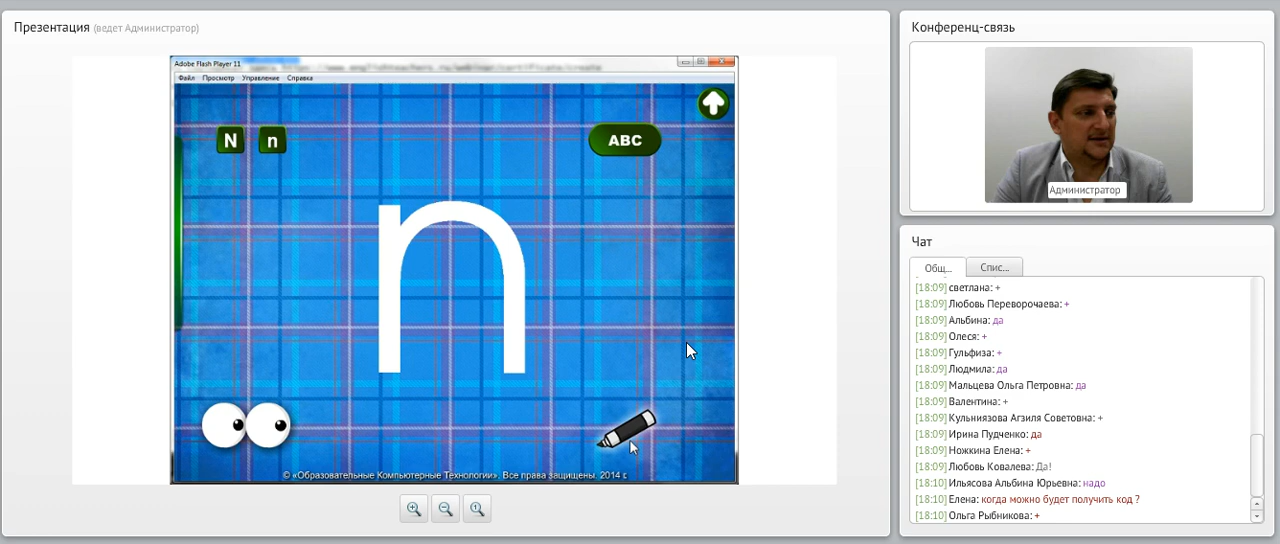 Презентация (ведет Администратор)
Adobe Flash Player 11
Файл Просмотр Управление Справка
N n
ABC
n
© «Образовательные Компьютерные Технологии». Все права защищены. 2014 г.
Конференц-связь
Администратор
Чат
Общ... Спис...
[18:09] светлана: +
[18:09] Любовь Переворочаева: +
[18:09] Альбина: да
[18:09] Олеся: +
[18:09] Гульфиза: +
[18:09] Людмила: да
[18:09] Мальцева Ольга Петровна: да
[18:09] Валентина: +
[18:09] Кульниязова Агзиля Советовна: +
[18:09] Ирина Пудченко: да
[18:09] Ножкина Елена: +
[18:09] Любовь Ковалева: Да!
[18:10] Ильясова Альбина Юрьевна: надо
[18:10] Елена: когда можно будет получить код ?
[18:10] Ольга Рыбникова: +